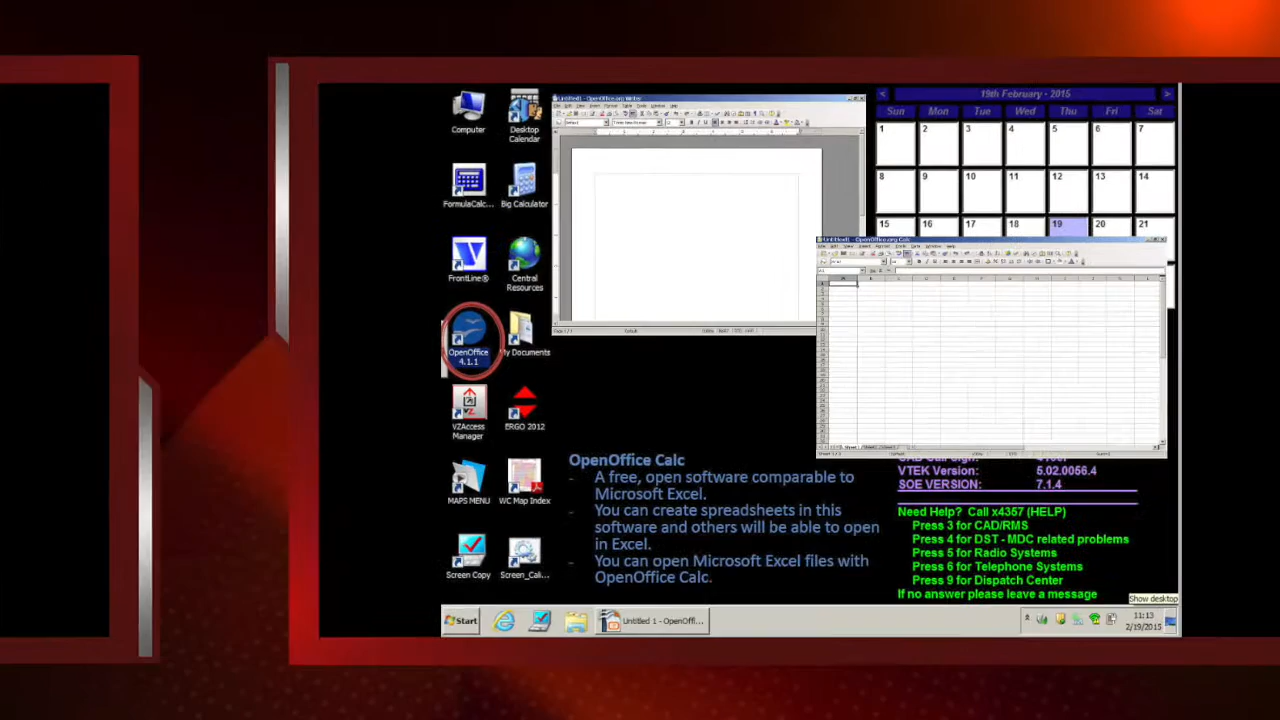 Computer
Desktop
Calendar
FormulaCalc...
Big Calculator
FrontLine®
Central
Resources
OpenOffice
4.1.1
My Documents
VZAccess
Manager
ERGO 2012
MAPS MENU
WC Map Index
Screen Copy
Screen_Cali...
Untitled1 - OpenOffice.org Writer
19th February - 2015
Sun Mon Tue Wed Thu Fri Sat
1 2 3 4 5 6 7
8 9 10 11 12 13 14
15 16 17 18 19 20 21
Untitled1 - OpenOffice.org Calc
OpenOffice Calc
- A free, open software comparable to
Microsoft Excel.
- You can create spreadsheets in this
software and others will be able to open
in Excel.
- You can open Microsoft Excel files with
OpenOffice Calc.
VTEK Version: 5.02.0056.4
SOE VERSION: 7.1.4
Need Help? Call x4357 (HELP)
Press 3 for CAD/RMS
Press 4 for DST - MDC related problems
Press 5 for Radio Systems
Press 6 for Telephone Systems
Press 9 for Dispatch Center
If no answer please leave a message
Show desktop
Start
Untitled 1 - OpenOffi...
11:13
2/19/2015